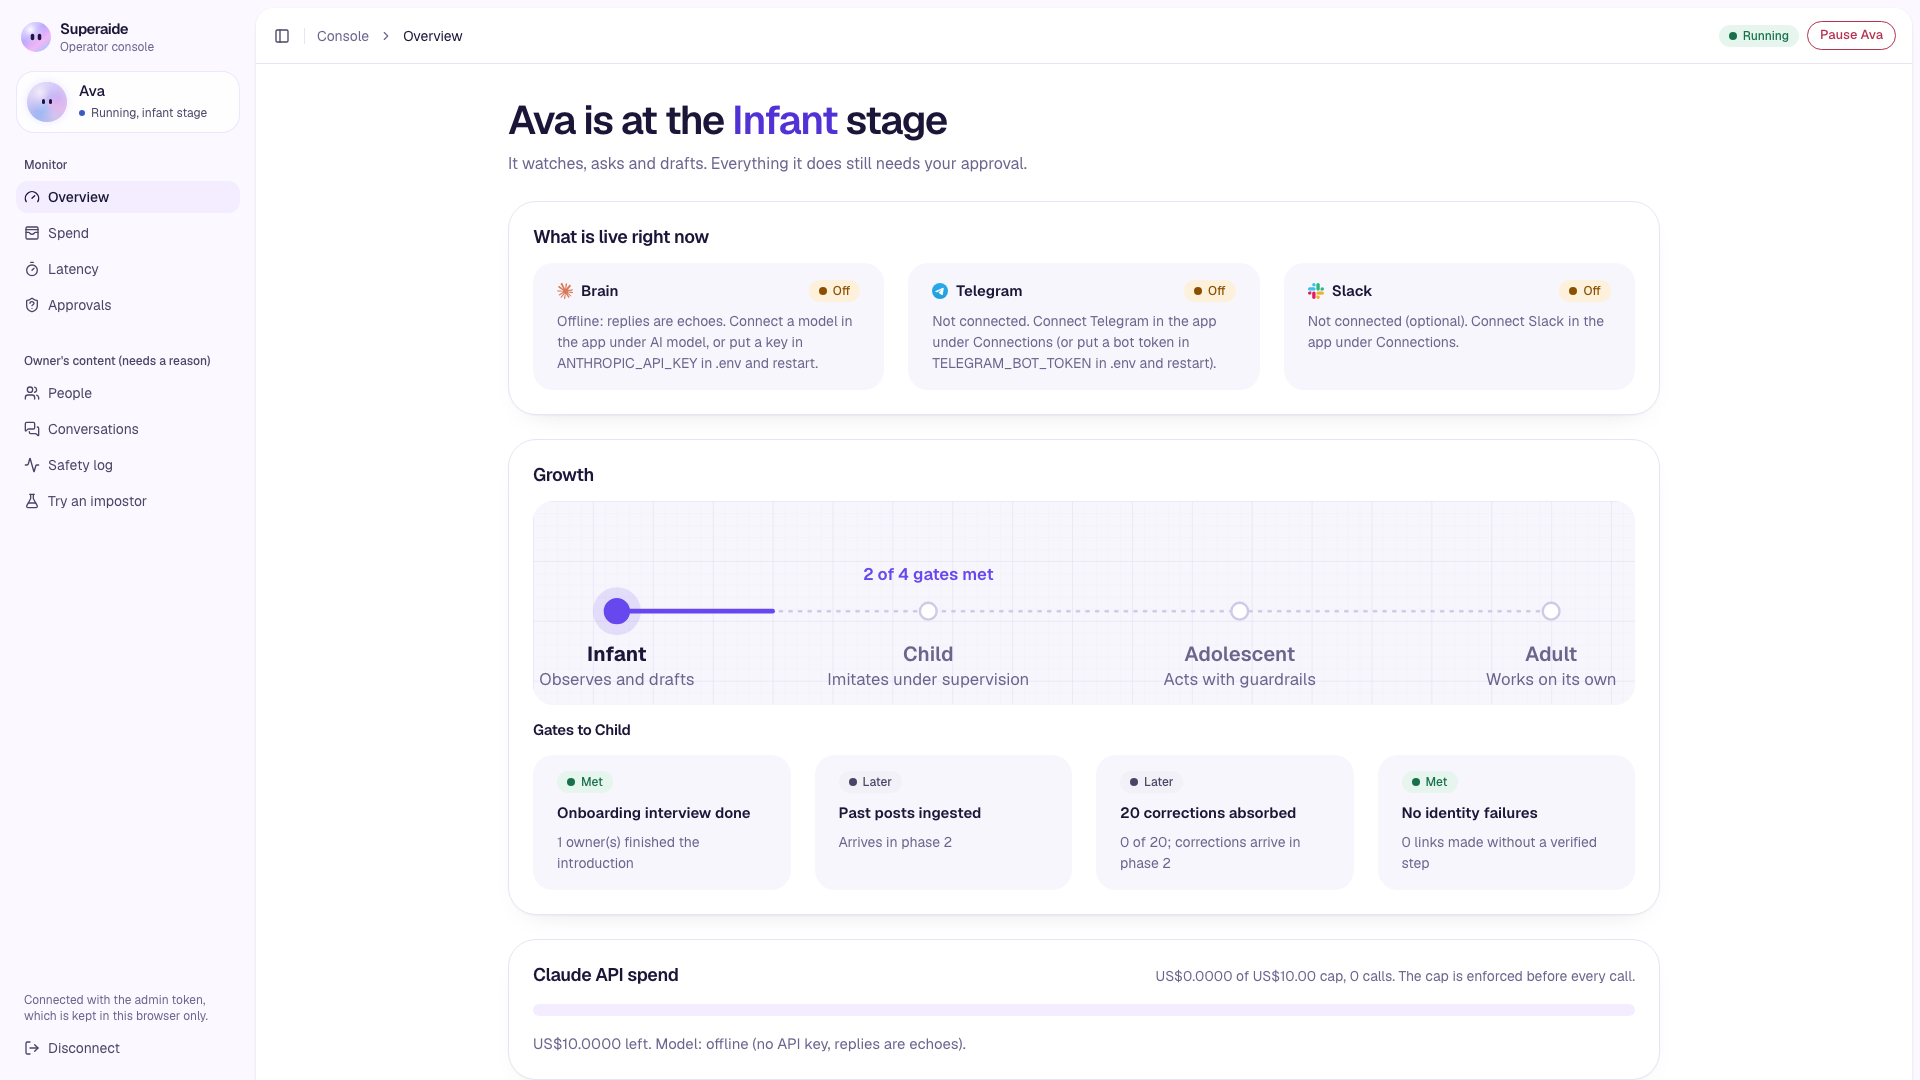 Superaide
Operator console
Ava
Running, infant stage
Monitor
Overview
Spend
Latency
Approvals
Owner's content (needs a reason)
People
Conversations
Safety log
Try an impostor
Connected with the admin token,
which is kept in this browser only.
Disconnect
Console > Overview
Running
Pause Ava
Ava is at the Infant stage
It watches, asks and drafts. Everything it does still needs your approval.
What is live right now
Brain
Off
Offline: replies are echoes. Connect a model in
the app under AI model, or put a key in
ANTHROPIC_API_KEY in .env and restart.
Telegram
Off
Not connected. Connect Telegram in the app
under Connections (or put a bot token in
TELEGRAM_BOT_TOKEN in .env and restart).
Slack
Off
Not connected (optional). Connect Slack in the
app under Connections.
Growth
2 of 4 gates met
Infant
Observes and drafts
Child
Imitates under supervision
Adolescent
Acts with guardrails
Adult
Works on its own
Gates to Child
Met
Onboarding interview done
1 owner(s) finished the
introduction
Later
Past posts ingested
Arrives in phase 2
Later
20 corrections absorbed
0 of 20; corrections arrive in
phase 2
Met
No identity failures
0 links made without a verified
step
Claude API spend
US$0.0000 of US$10.00 cap, 0 calls. The cap is enforced before every call.
US$10.0000 left. Model: offline (no API key, replies are echoes).